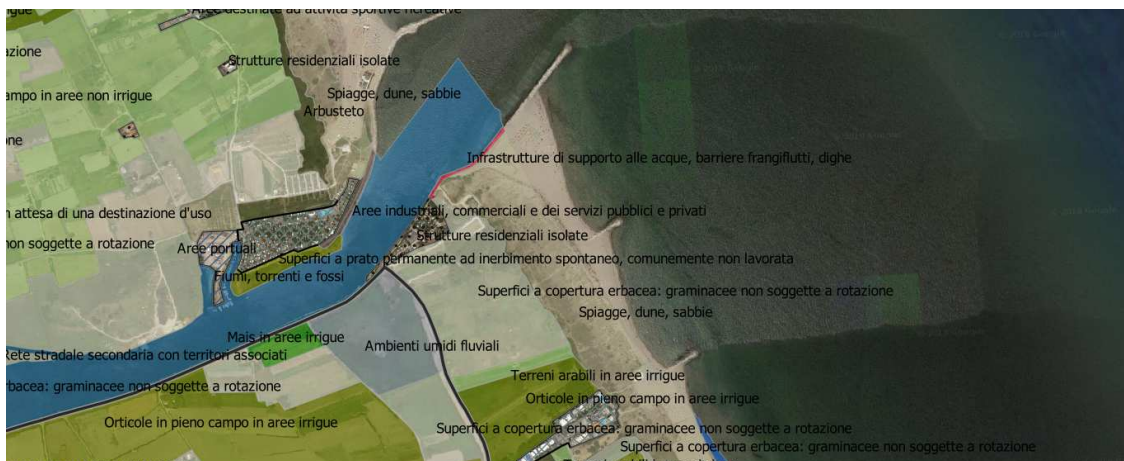 Aree destinate ad attività sportive ricreative
azione
Strutture residenziali isolate
ampo in aree non irrigue
Spiagge, dune, sabbie
Arbusteto
one
Infrastrutture di supporto alle acque, barriere frangiflutti, dighe
n attesa di una destinazione d'uso
Aree industriali, commerciali e dei servizi pubblici e privati
non soggette a rotazione
Aree portuali
Strutture residenziali isolate
Superfici a prato permanente ad inerbimento spontaneo, comunemente non lavorata
Fiumi, torrenti e fossi
Superfici a copertura erbacea: graminacee non soggette a rotazione
Spiagge, dune, sabbie
Mais in aree irrigue
Ambienti umidi fluviali
Rete stradale secondaria con territori associati
Terreni arabili in aree irrigue
erbacea: graminacee non soggette a rotazione
Orticole in pieno campo in aree irrigue
Orticole in pieno campo in aree irrigue
Superfici a copertura erbacea: graminacee non soggette a rotazione
Superfici a copertura erbacea: graminacee non soggette a rotazione